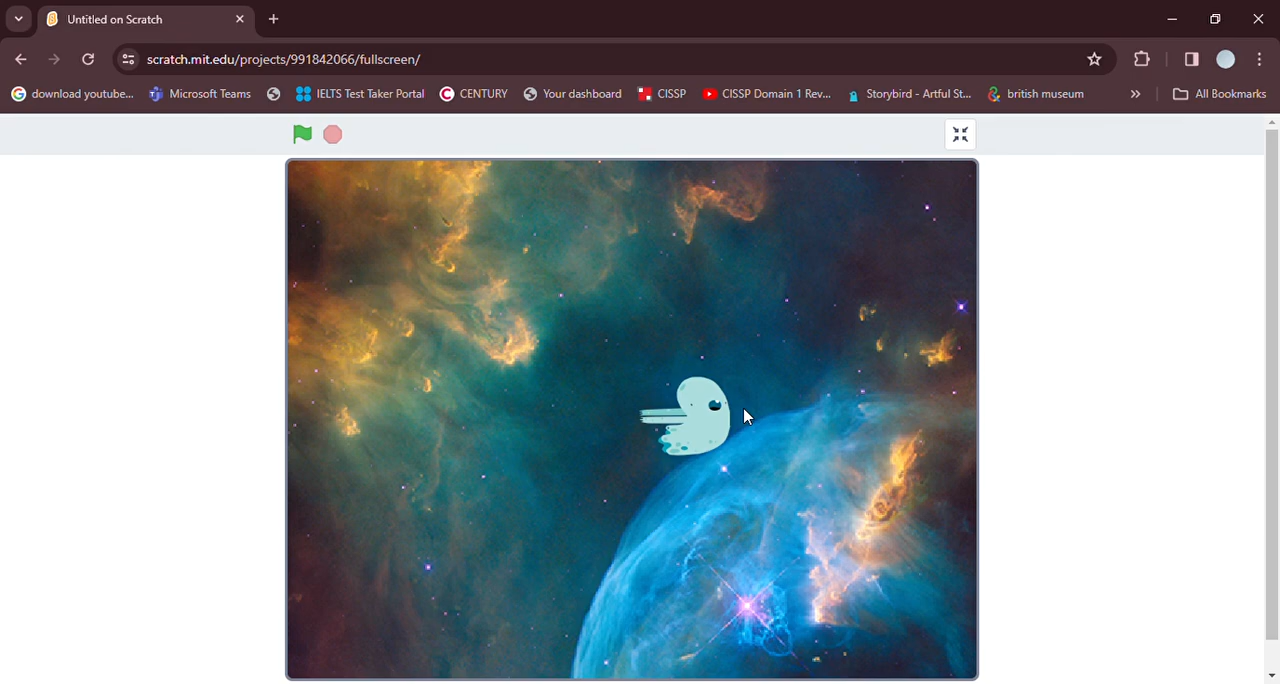 Untitled on Scratch
scratch.mit.edu/projects/991842066/fullscreen/
download youtube... Microsoft Teams IELTS Test Taker Portal CENTURY Your dashboard CISSP CISSP Domain 1 Rev... Storybird - Artful St... british museum » All Bookmarks